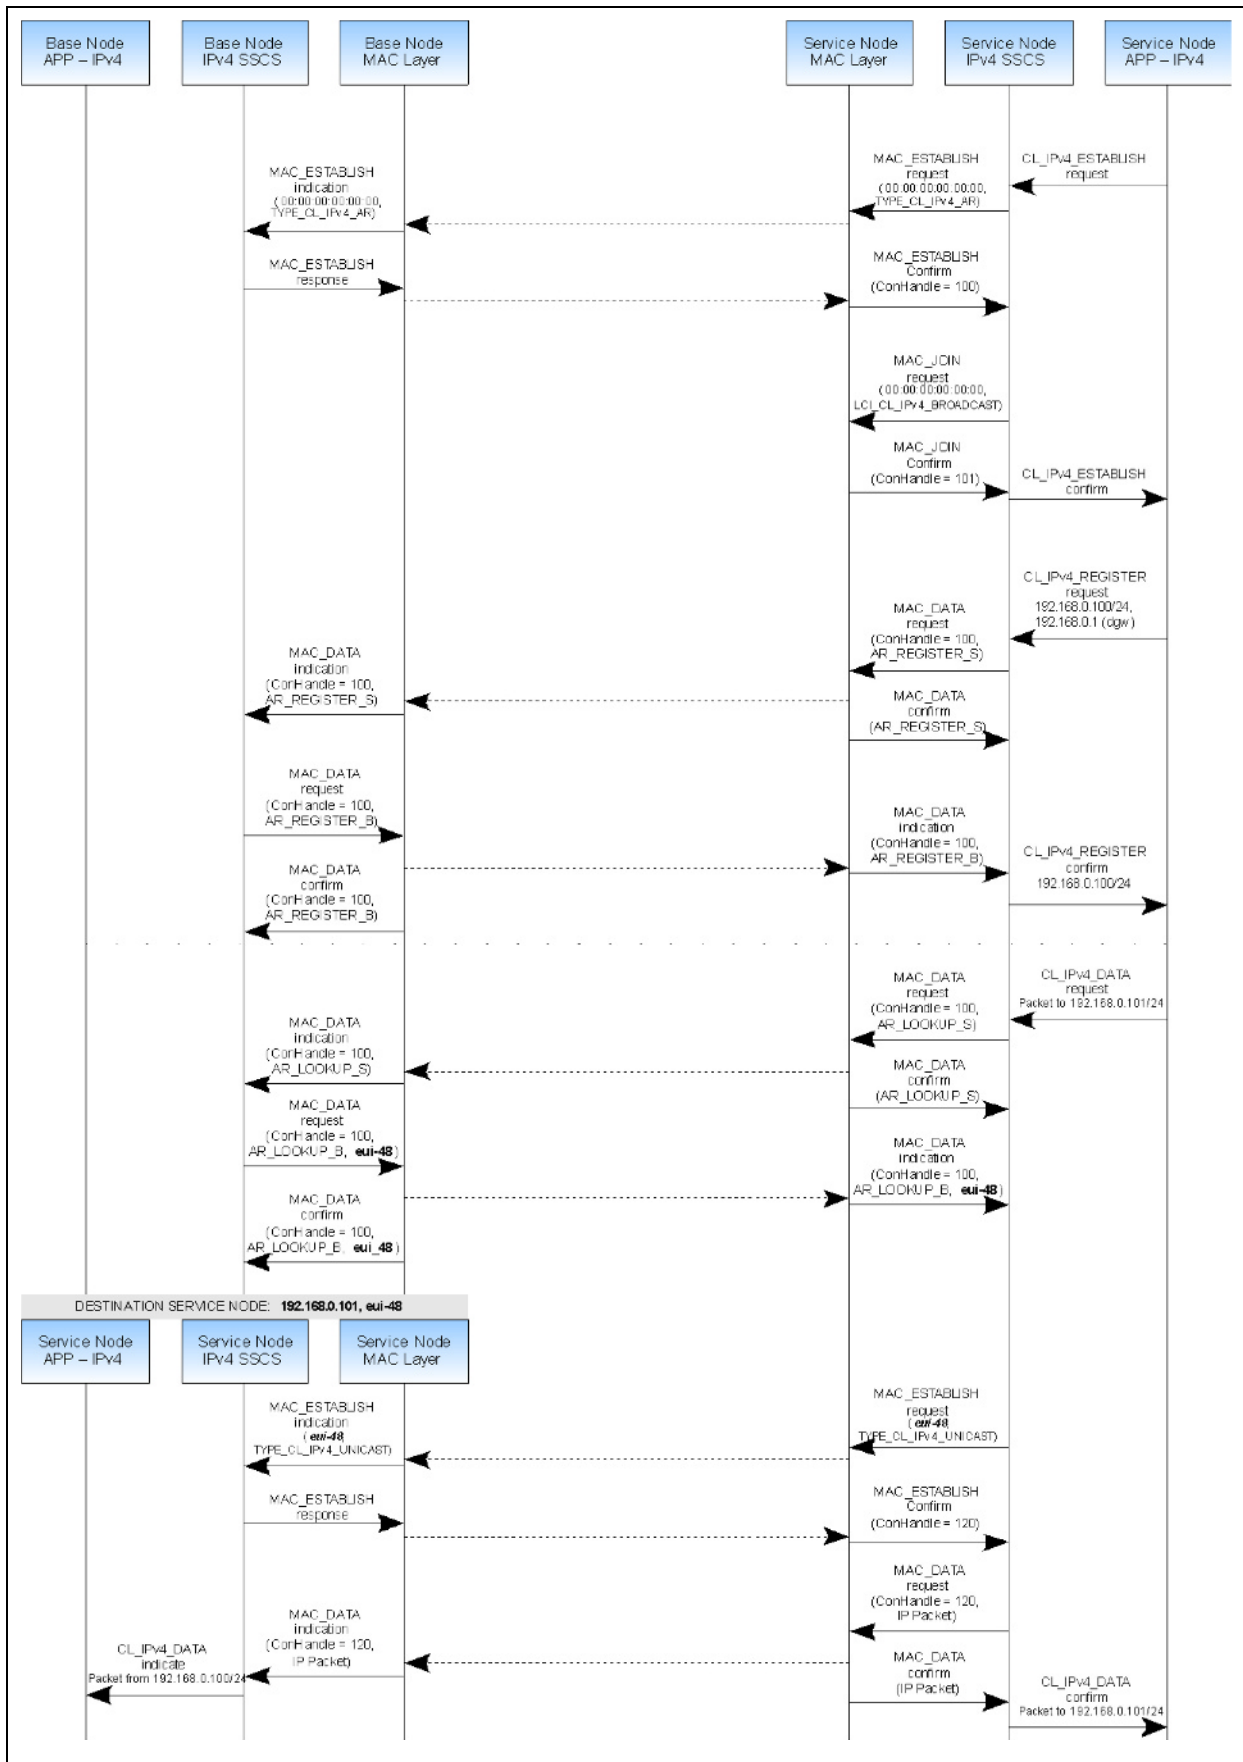 Base Node
APP – IPv4
Base Node
IPv4 SSCS
Base Node
MAC Layer
Service Node
MAC Layer
Service Node
IPv4 SSCS
Service Node
APP – IPv4
MAC_ESTABLISH
request
(00:00:00:00:00:00,
TYPE_CL_IPv4_AR)
CL_IPv4_ESTABLISH
request
MAC_ESTABLISH
indication
(00:00:00:00:00:00,
TYPE_CL_IPv4_AR)
MAC_ESTABLISH
response
MAC_ESTABLISH
Confirm
(ConHandle = 100)
MAC_JOIN
request
(00:00:00:00:00:00,
LCI_CL_IPv4_BROADCAST)
MAC_JOIN
Confirm
(ConHandle = 101)
CL_IPv4_ESTABLISH
confirm
CL_IPv4_REGISTER
request
192.168.0.100/24,
192.168.0.1 (dgw)
MAC_DATA
request
(ConHandle = 100,
AR_REGISTER_S)
MAC_DATA
indication
(ConHandle = 100,
AR_REGISTER_S)
MAC_DATA
confirm
(AR_REGISTER_S)
MAC_DATA
request
(ConHandle = 100,
AR_REGISTER_B)
MAC_DATA
indication
(ConHandle = 100,
AR_REGISTER_B)
CL_IPv4_REGISTER
confirm
192.168.0.100/24
MAC_DATA
confirm
(ConHandle = 100,
AR_REGISTER_B)
CL_IPv4_DATA
request
Packet to 192.168.0.101/24
MAC_DATA
request
(ConHandle = 100,
AR_LOOKUP_S)
MAC_DATA
indication
(ConHandle = 100,
AR_LOOKUP_S)
MAC_DATA
confirm
(AR_LOOKUP_S)
MAC_DATA
request
(ConHandle = 100,
AR_LOOKUP_B, eui-48)
MAC_DATA
indication
(ConHandle = 100,
AR_LOOKUP_B, eui-48)
MAC_DATA
confirm
(ConHandle = 100,
AR_LOOKUP_B, eui_48)
DESTINATION SERVICE NODE: 192.168.0.101, eui-48
Service Node
APP – IPv4
Service Node
IPv4 SSCS
Service Node
MAC Layer
MAC_ESTABLISH
request
(eui-48,
TYPE_CL_IPv4_UNICAST)
MAC_ESTABLISH
indication
(eui-48,
TYPE_CL_IPv4_UNICAST)
MAC_ESTABLISH
response
MAC_ESTABLISH
Confirm
(ConHandle = 120)
MAC_DATA
request
(ConHandle = 120,
IP Packet)
MAC_DATA
indication
(ConHandle = 120,
IP Packet)
CL_IPv4_DATA
indicate
Packet from 192.168.0.100/24
MAC_DATA
confirm
(IP Packet)
CL_IPv4_DATA
confirm
Packet to 192.168.0.101/24